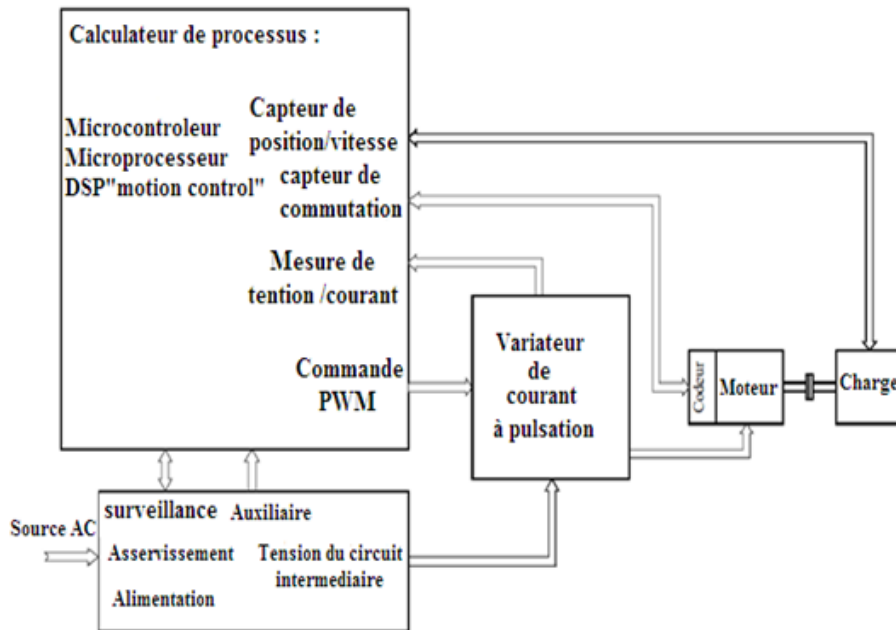 Calculateur de processus :
Microcontroleur
Microprocesseur
DSP"motion control"
Capteur de
position/vitesse
capteur de
commutation
Mesure de
tention /courant
Commande
PWM
Variateur
de
courant
à pulsation
Codeur
Moteur
Charge
Source AC
surveillance
Auxiliaire
Asservissement
Tension du circuit
intermediaire
Alimentation